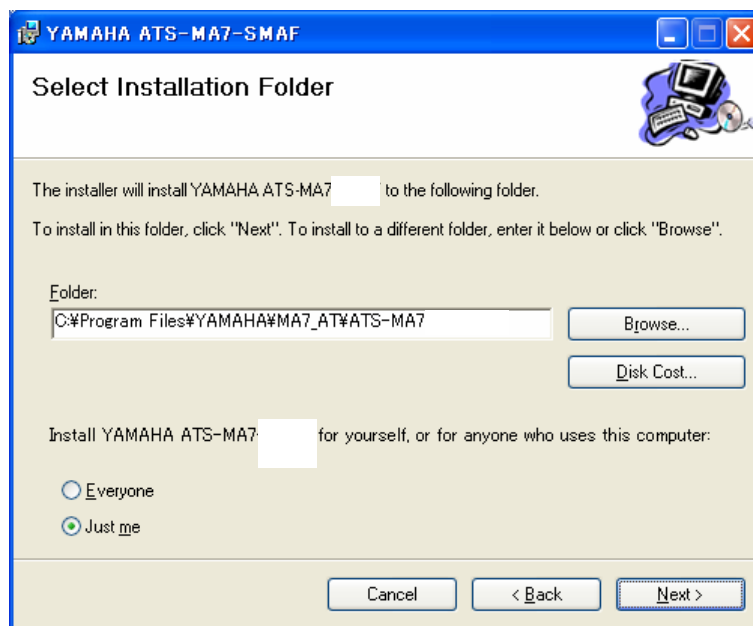 YAMAHA ATS-MA7-SMAF
Select Installation Folder
The installer will install YAMAHA ATS-MA7 to the following folder.
To install in this folder, click "Next". To install to a different folder, enter it below or click "Browse".
Folder:
C:¥Program Files¥YAMAHA¥MA7_AT¥ATS-MA7
Browse...
Disk Cost...
Install YAMAHA ATS-MA7- for yourself, or for anyone who uses this computer:
Everyone
Just me
Cancel
< Back
Next >